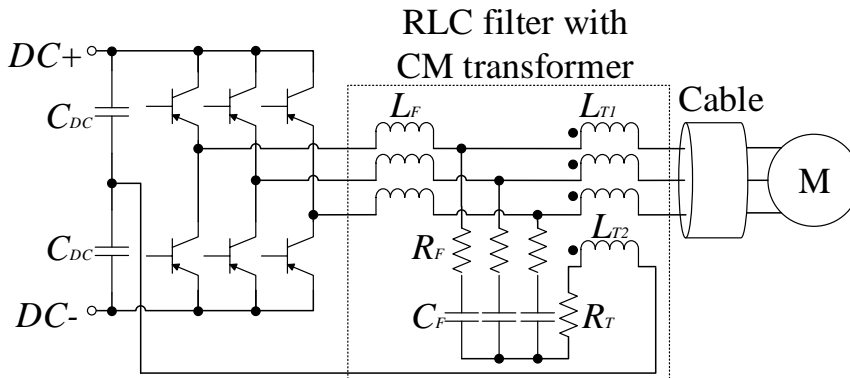 RLC filter with
CM transformer
DC+
C_DC
L_F
L_T1
Cable
M
C_DC
R_F
L_T2
DC-
C_F
R_T